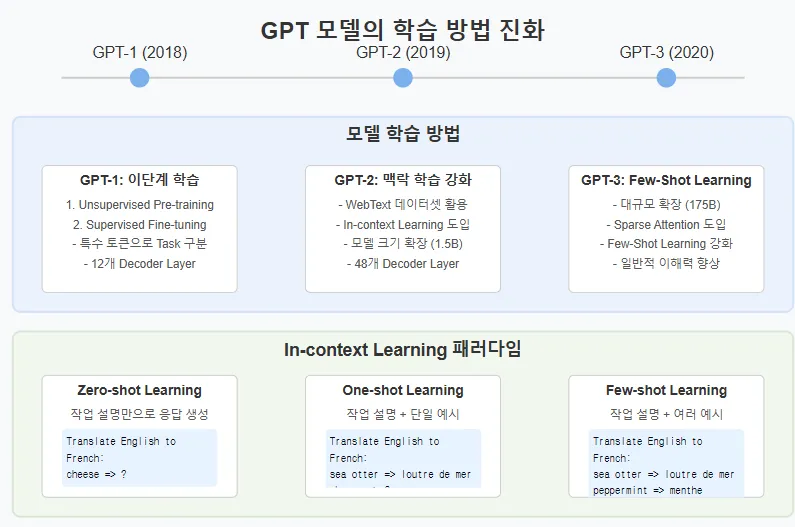 GPT 모델의 학습 방법 진화
GPT-1 (2018)
GPT-2 (2019)
GPT-3 (2020)
모델 학습 방법
GPT-1: 이단계 학습
1. Unsupervised Pre-training
2. Supervised Fine-tuning
- 특수 토큰으로 Task 구분
- 12개 Decoder Layer
GPT-2: 맥락 학습 강화
- WebText 데이터셋 활용
- In-context Learning 도입
- 모델 크기 확장 (1.5B)
- 48개 Decoder Layer
GPT-3: Few-Shot Learning
- 대규모 확장 (175B)
- Sparse Attention 도입
- Few-Shot Learning 강화
- 일반적 이해력 향상
In-context Learning 패러다임
Zero-shot Learning
작업 설명만으로 응답 생성
Translate English to
French:
cheese => ?
One-shot Learning
작업 설명 + 단일 예시
Translate English to
French:
sea otter => loutre de mer
Few-shot Learning
작업 설명 + 여러 예시
Translate English to
French:
sea otter => loutre de mer
peppermint => menthe